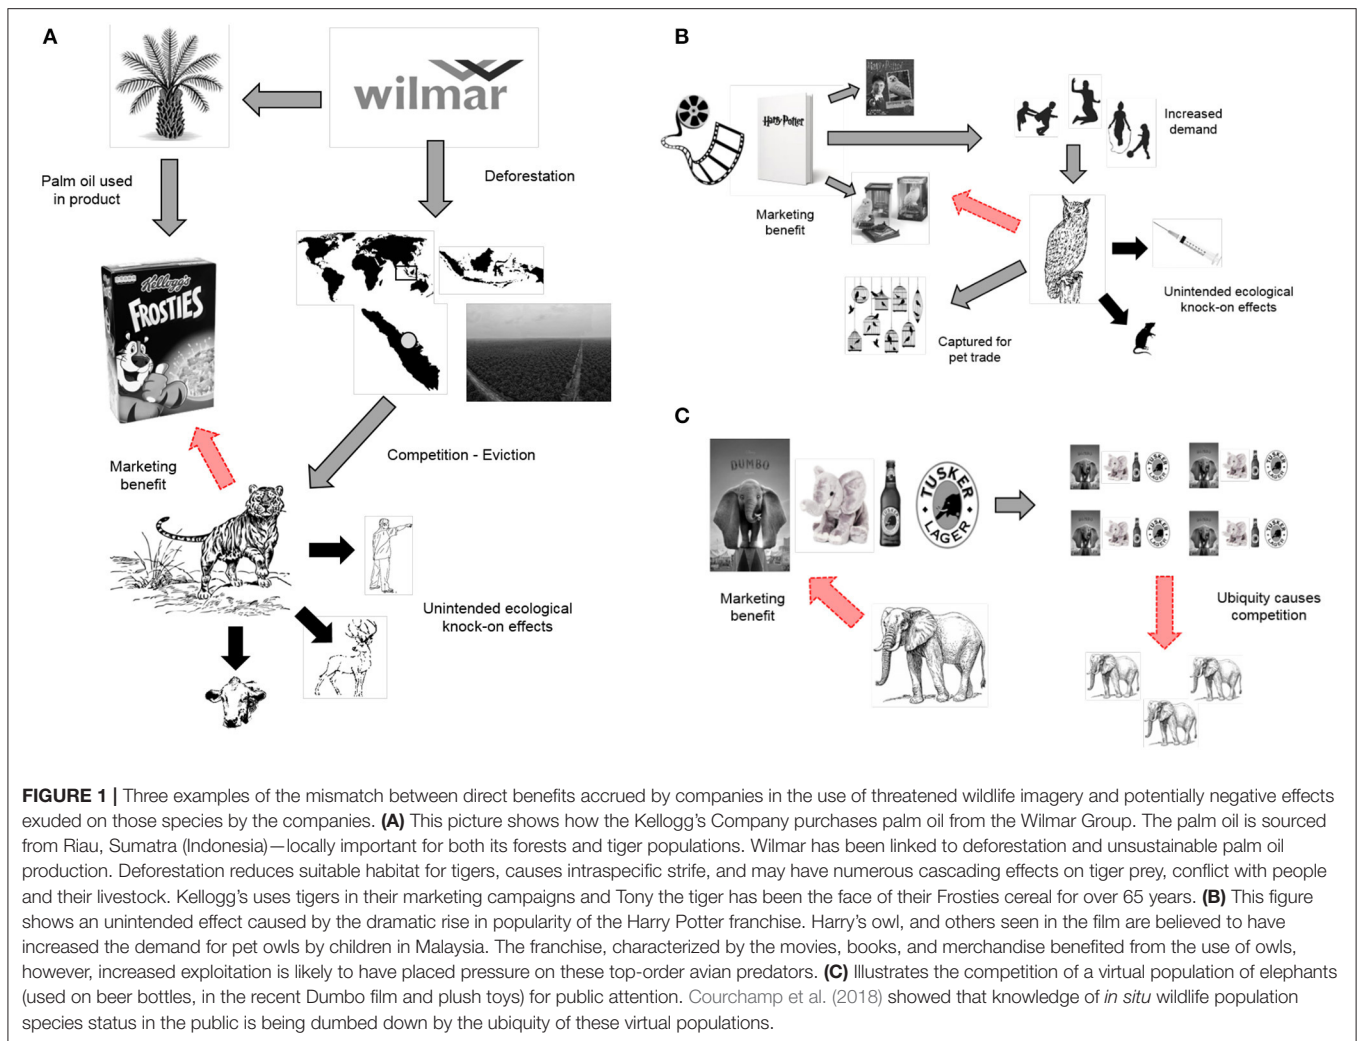 A
wilmar
Palm oil used
in product
Deforestation
Kellogg's
FROSTIES
Marketing
benefit
Competition - Eviction
Unintended ecological
knock-on effects
B
Harry Potter
Increased
demand
Marketing
benefit
Unintended ecological
knock-on effects
Captured for
pet trade
C
DUMBO
TUSKER
LAGER
TUSKER
LAGER
TUSKER
LAGER
TUSKER
LAGER
TUSKER
LAGER
Marketing
benefit
Ubiquity causes
competition
FIGURE 1 | Three examples of the mismatch between direct benefits accrued by companies in the use of threatened wildlife imagery and potentially negative effects
exuded on those species by the companies. (A) This picture shows how the Kellogg's Company purchases palm oil from the Wilmar Group. The palm oil is sourced
from Riau, Sumatra (Indonesia)—locally important for both its forests and tiger populations. Wilmar has been linked to deforestation and unsustainable palm oil
production. Deforestation reduces suitable habitat for tigers, causes intraspecific strife, and may have numerous cascading effects on tiger prey, conflict with people
and their livestock. Kellogg's uses tigers in their marketing campaigns and Tony the tiger has been the face of their Frosties cereal for over 65 years. (B) This figure
shows an unintended effect caused by the dramatic rise in popularity of the Harry Potter franchise. Harry's owl, and others seen in the film are believed to have
increased the demand for pet owls by children in Malaysia. The franchise, characterized by the movies, books, and merchandise benefited from the use of owls,
however, increased exploitation is likely to have placed pressure on these top-order avian predators. (C) Illustrates the competition of a virtual population of elephants
(used on beer bottles, in the recent Dumbo film and plush toys) for public attention. Courchamp et al. (2018) showed that knowledge of in situ wildlife population
species status in the public is being dumbed down by the ubiquity of these virtual populations.